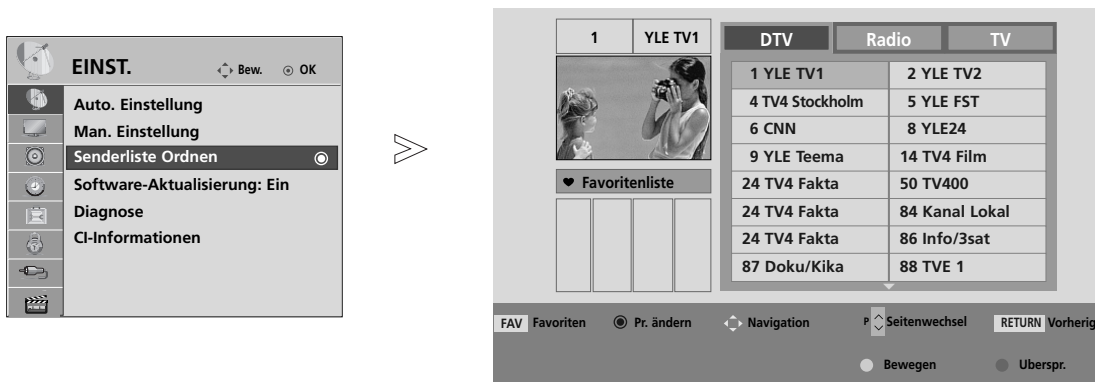 EINST.
Bew.
OK
Auto. Einstellung
Man. Einstellung
Senderliste Ordnen
Software-Aktualisierung: Ein
Diagnose
CI-Informationen
1 YLE TV1
DTV Radio TV
1 YLE TV1 2 YLE TV2
4 TV4 Stockholm 5 YLE FST
6 CNN 8 YLE24
9 YLE Teema 14 TV4 Film
24 TV4 Fakta 50 TV400
24 TV4 Fakta 84 Kanal Lokal
24 TV4 Fakta 86 Info/3sat
87 Doku/Kika 88 TVE 1
Favoritenliste
FAV Favoriten Pr. ändern Navigation P Seitenwechsel RETURN Vorherig
Bewegen Uberspr.